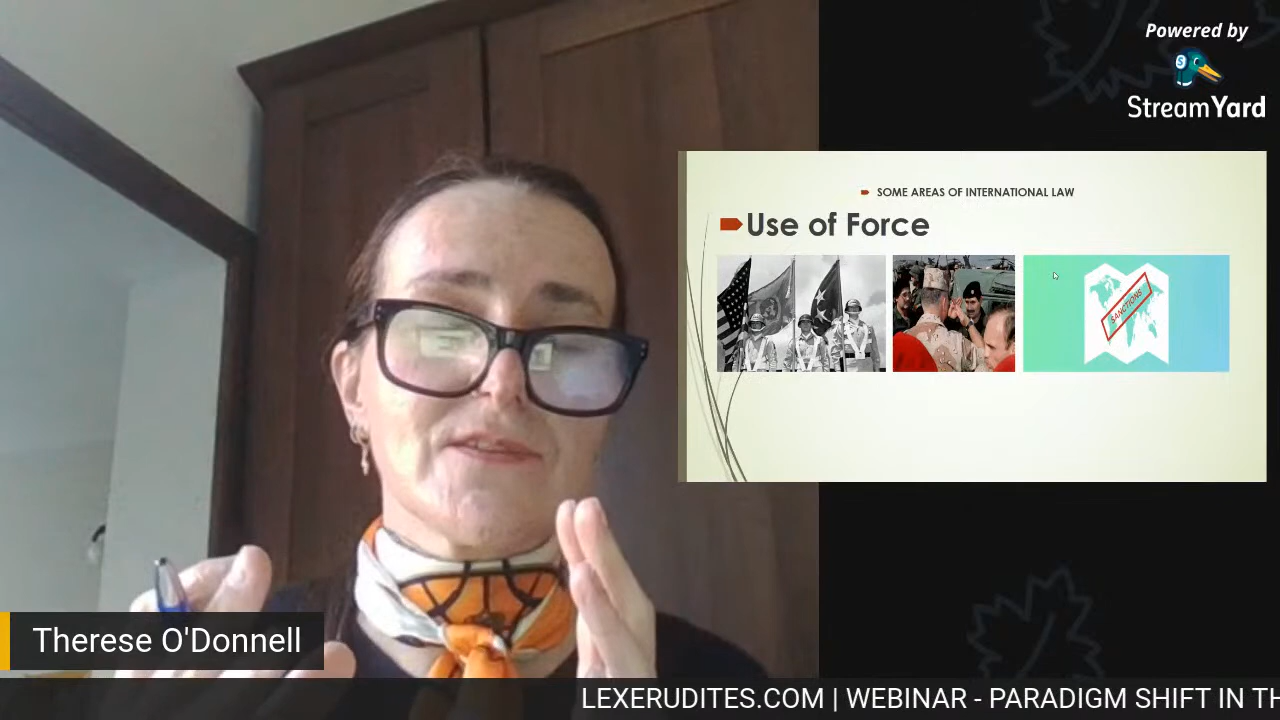 Powered by
StreamYard
SOME AREAS OF INTERNATIONAL LAW
Use of Force
SANCTIONS
Therese O'Donnell
LEXERUDITES.COM | WEBINAR - PARADIGM SHIFT IN TH